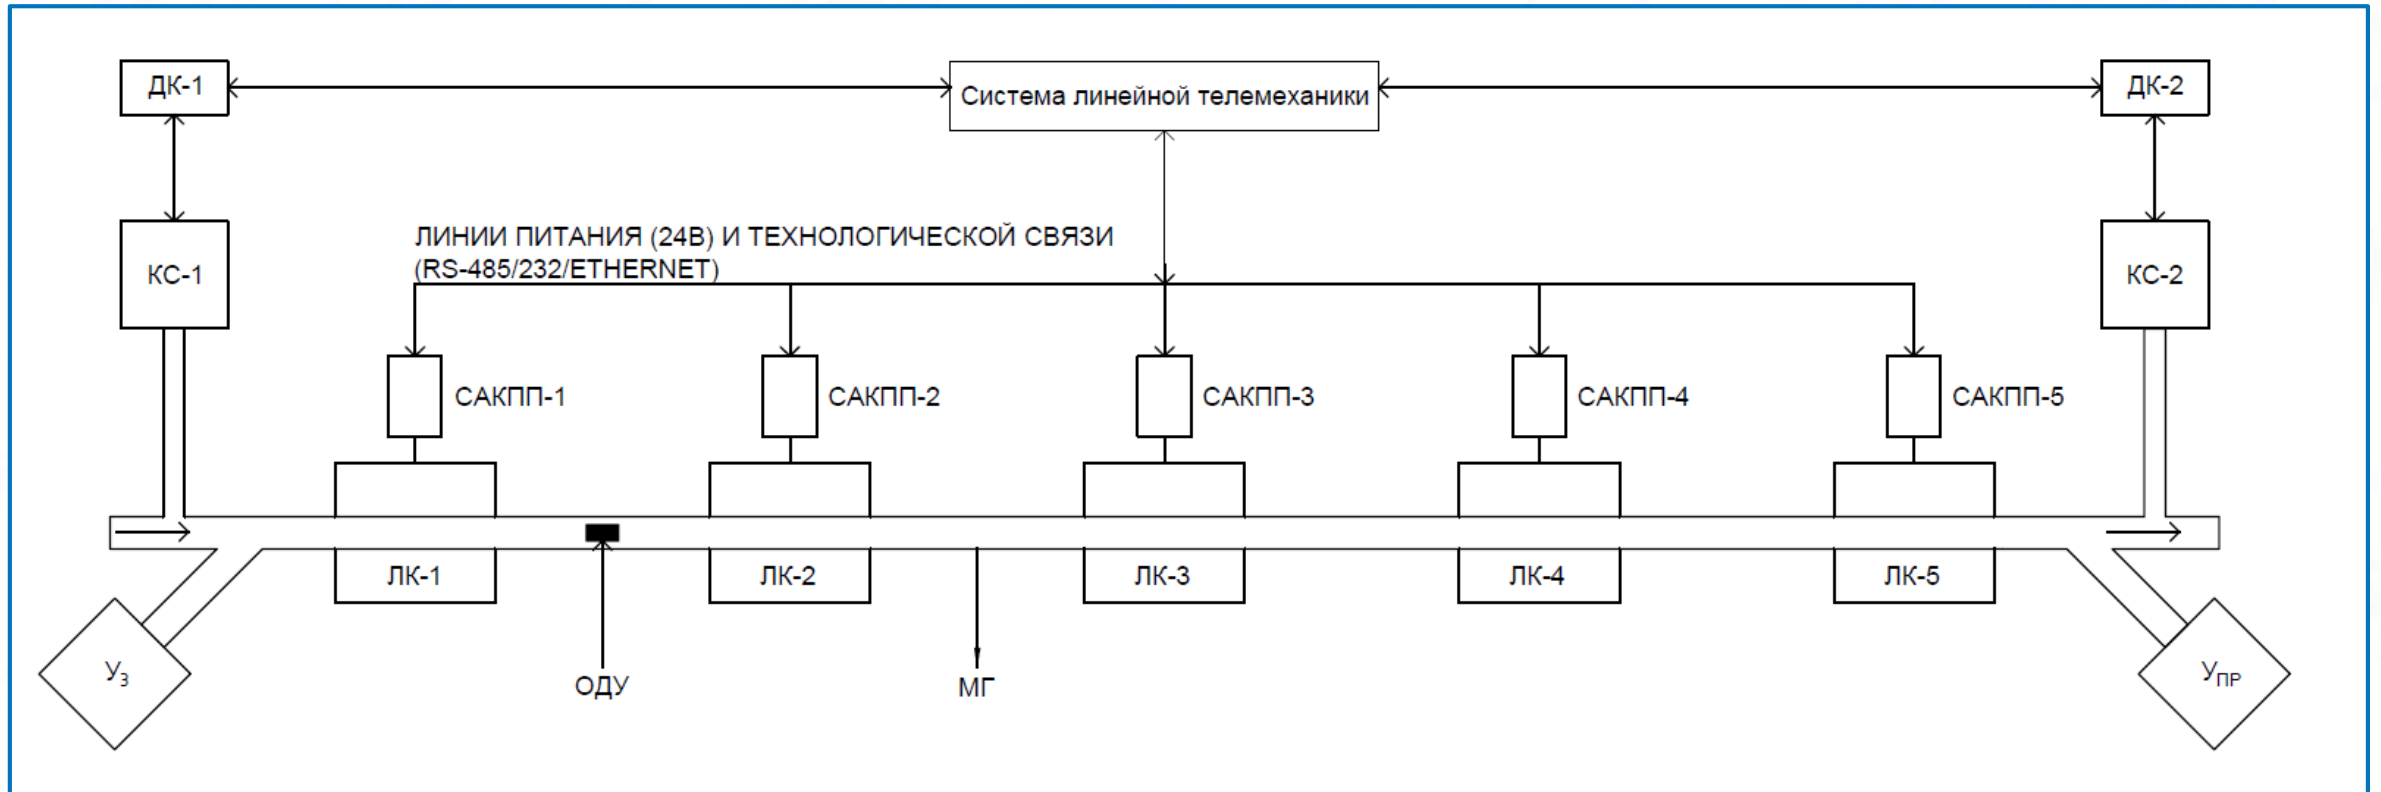 ДК-1
Система линейной телемеханики
ДК-2
КС-1
ЛИНИИ ПИТАНИЯ (24В) И ТЕХНОЛОГИЧЕСКОЙ СВЯЗИ
(RS-485/232/ETHERNET)
КС-2
САКПП-1
САКПП-2
САКПП-3
САКПП-4
САКПП-5
ЛК-1
ЛК-2
ЛК-3
ЛК-4
ЛК-5
УЗ
ОДУ
МГ
УПР